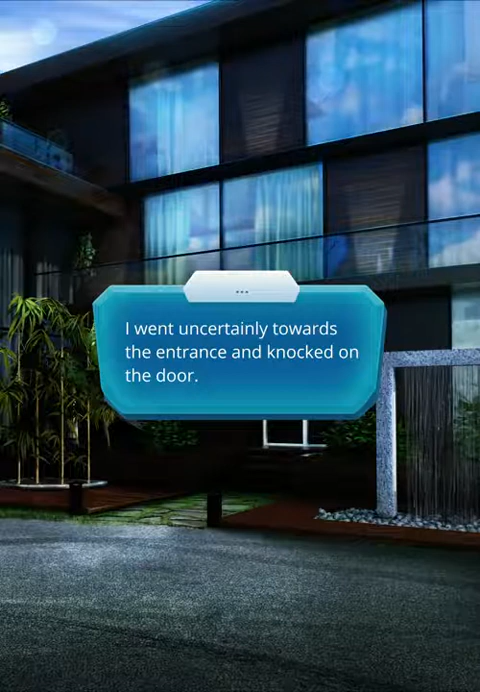 ...
I went uncertainly towards
the entrance and knocked on
the door.